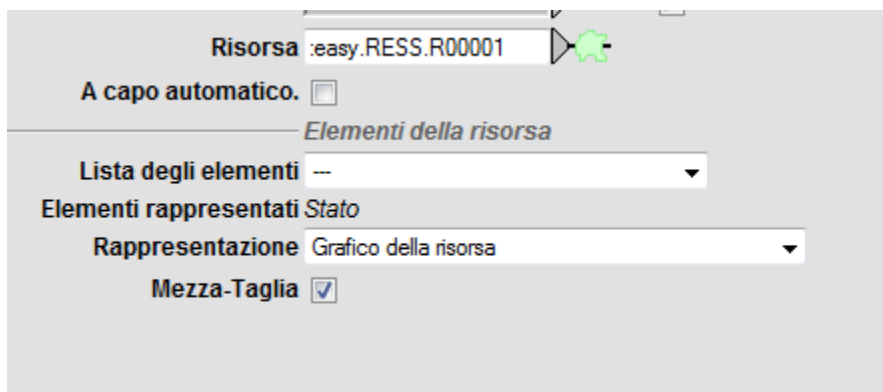 Risorsa :easy.RESS.R00001
A capo automatico.
Elementi della risorsa
Lista degli elementi ---
Elementi rappresentati Stato
Rappresentazione Grafico della risorsa
Mezza-Taglia